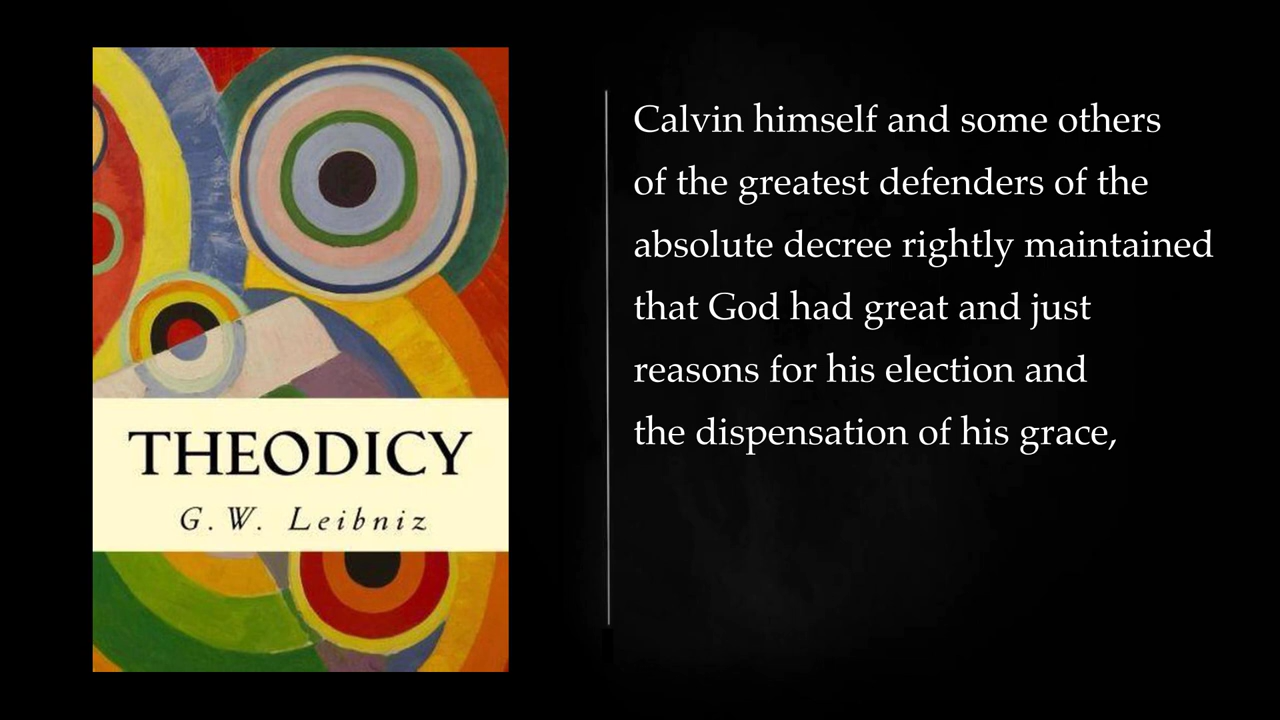 THEODICY
G. W. Leibniz
Calvin himself and some others
of the greatest defenders of the
absolute decree rightly maintained
that God had great and just
reasons for his election and
the dispensation of his grace,